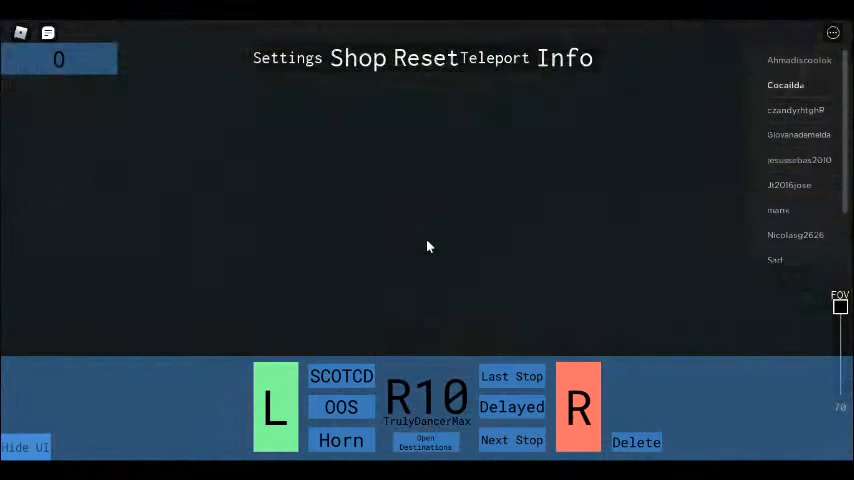 0
Settings Shop Reset Teleport Info
Ahmadiscoolok
Cocailda
czandyrhtghR
Giovanademelda
jesussebas2010
Jt2016jose
manx
Nicolasg2626
Sad
FOV
70
L
SCOTCD
OOS
Horn
R10
TrulyDancerMax
Open
Destinations
Last Stop
Delayed
Next Stop
R
Delete
Hide UI